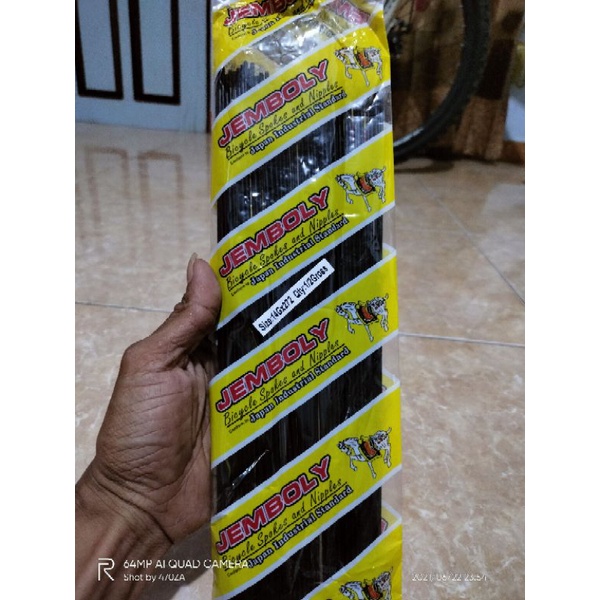 JEMBOLY
Bicycle Spokes and Nipples
Japan Industrial Standard
JEMBOLY
Bicycle Spokes and Nipples
Japan Industrial Standard
JEMBOLY
Bicycle Spokes and Nipples
Japan Industrial Standard
Size:14Gx272 Qty:1/2Gross
JEMBOLY
Bicycle Spokes and Nipples
Japan Industrial Standard
JEMBOLY
Bicycle Spokes and Nipples
Japan Industrial Standard
JEMBOLY
R
64MP AI QUAD CAMERA
Shot by 470ZA